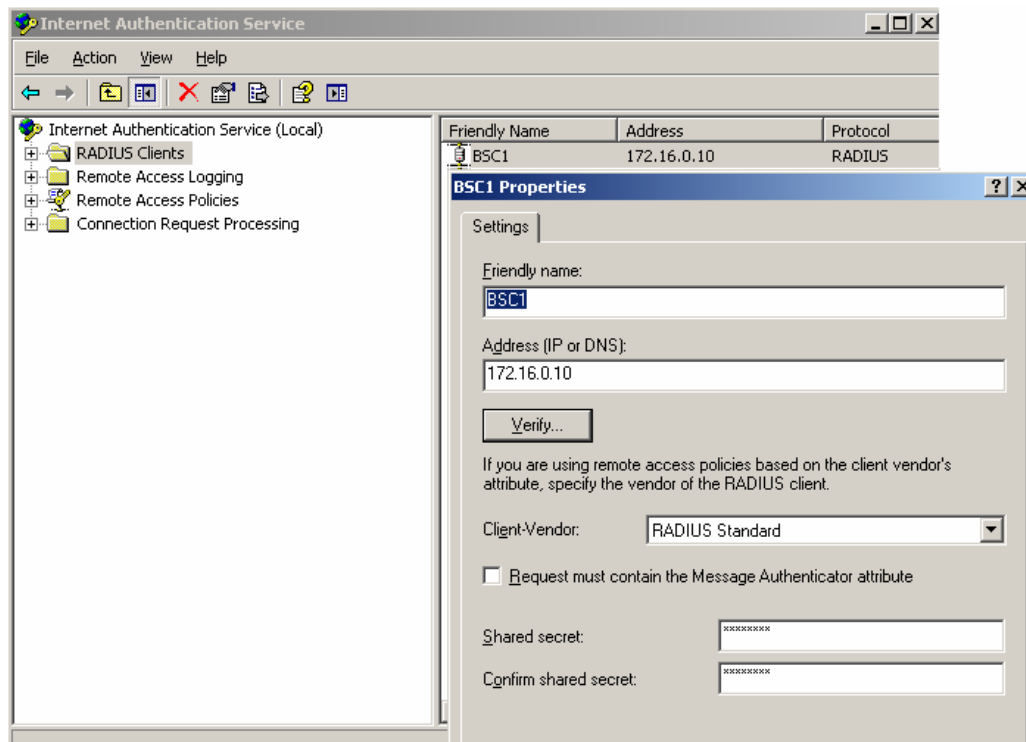 Internet Authentication Service
File Action View Help
Internet Authentication Service (Local)
RADIUS Clients
Remote Access Logging
Remote Access Policies
Connection Request Processing
Friendly Name Address Protocol
BSC1 172.16.0.10 RADIUS
BSC1 Properties
Settings
Friendly name:
BSC1
Address (IP or DNS):
172.16.0.10
Verify...
If you are using remote access policies based on the client vendor's
attribute, specify the vendor of the RADIUS client.
Client-Vendor: RADIUS Standard
Request must contain the Message Authenticator attribute
Shared secret: xxxxxxxx
Confirm shared secret: xxxxxxxx